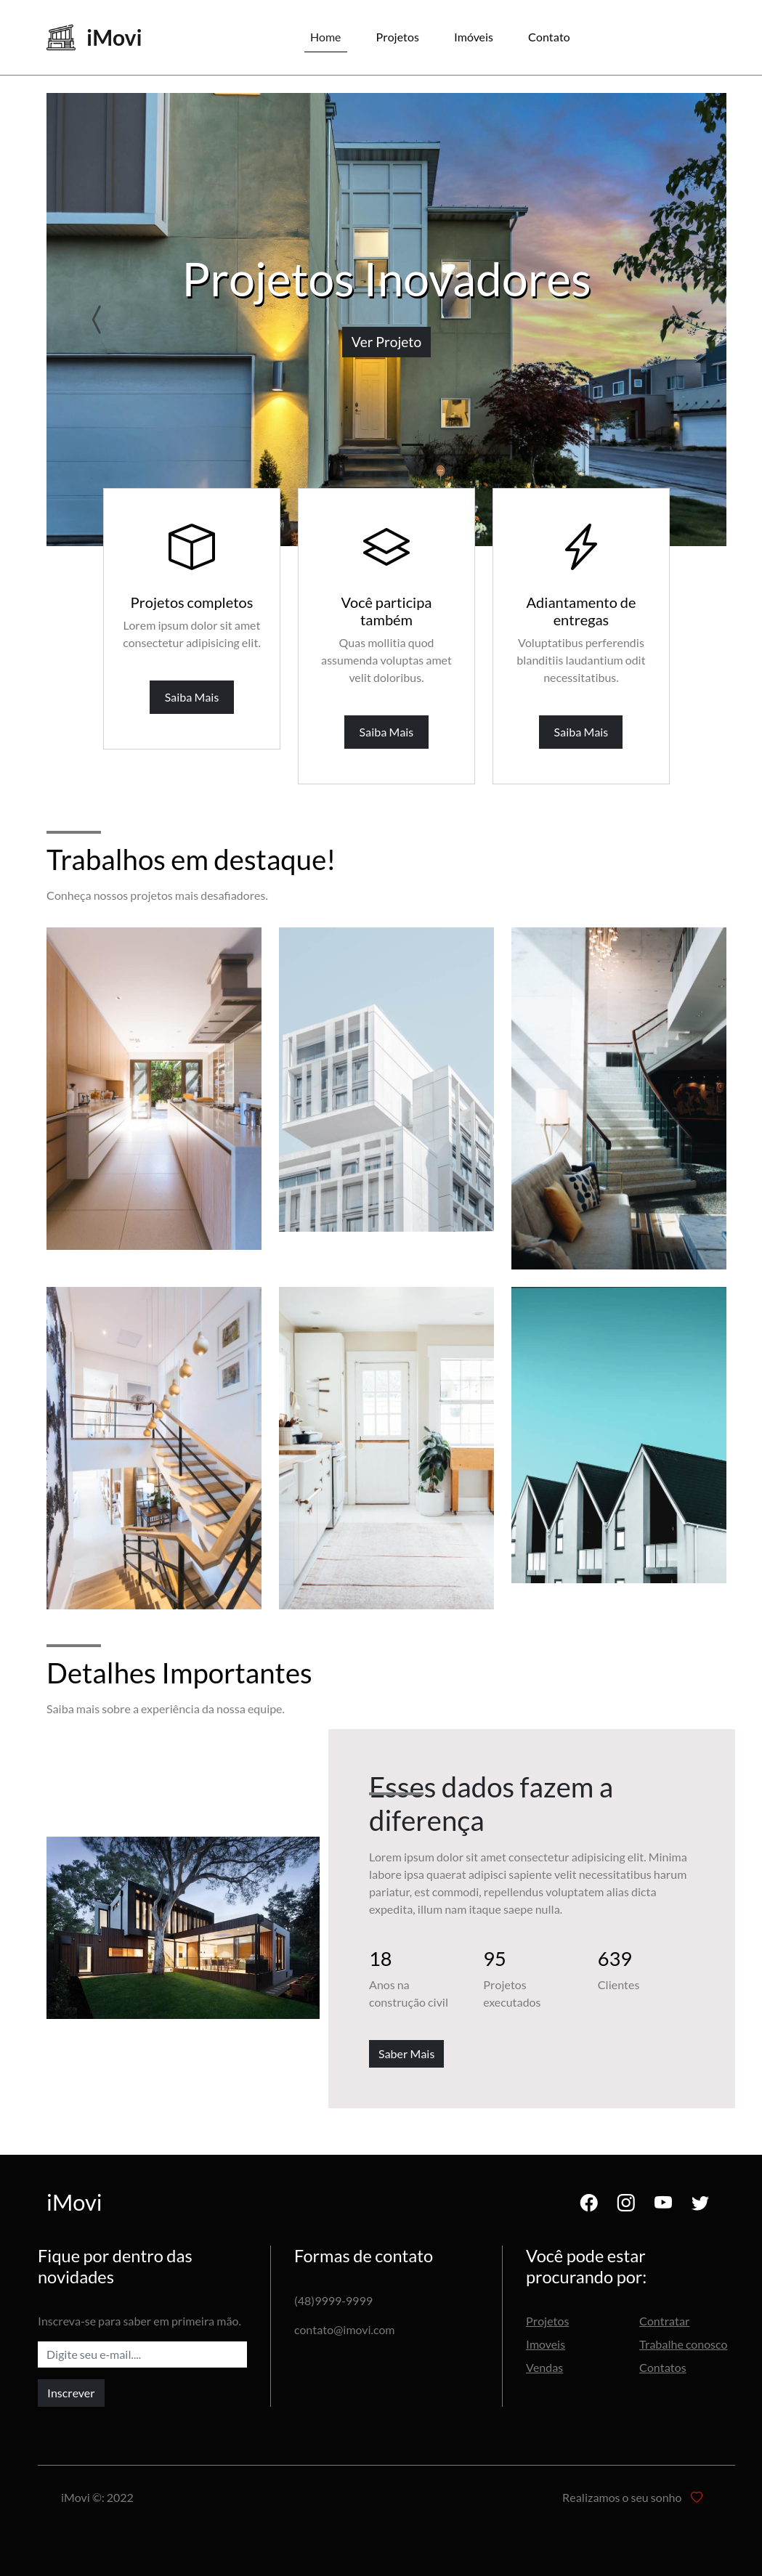 iMovi
Home Projetos Imóveis Contato
Projetos Inovadores
Ver Projeto
Projetos completos
Lorem ipsum dolor sit amet
consectetur adipisicing elit.
Saiba Mais
Você participa
também
Quas mollitia quod
assumenda voluptas amet
velit doloribus.
Saiba Mais
Adiantamento de
entregas
Voluptatibus perferendis
blanditiis laudantium odit
necessitatibus.
Saiba Mais
Trabalhos em destaque!
Conheça nossos projetos mais desafiadores.
Detalhes Importantes
Saiba mais sobre a experiência da nossa equipe.
Esses dados fazem a
diferença
Lorem ipsum dolor sit amet consectetur adipisicing elit. Minima
labore ipsa quaerat adipisci sapiente velit necessitatibus harum
pariatur, est commodi, repellendus voluptatem alias dicta
expedita, illum nam itaque saepe nulla.
18
Anos na
construção civil
95
Projetos
executados
639
Clientes
Saber Mais
iMovi
Fique por dentro das
novidades
Inscreva-se para saber em primeira mão.
Digite seu e-mail....
Inscrever
Formas de contato
(48)9999-9999
contato@imovi.com
Você pode estar
procurando por:
Projetos
Imoveis
Vendas
Contratar
Trabalhe conosco
Contatos
iMovi ©: 2022
Realizamos o seu sonho